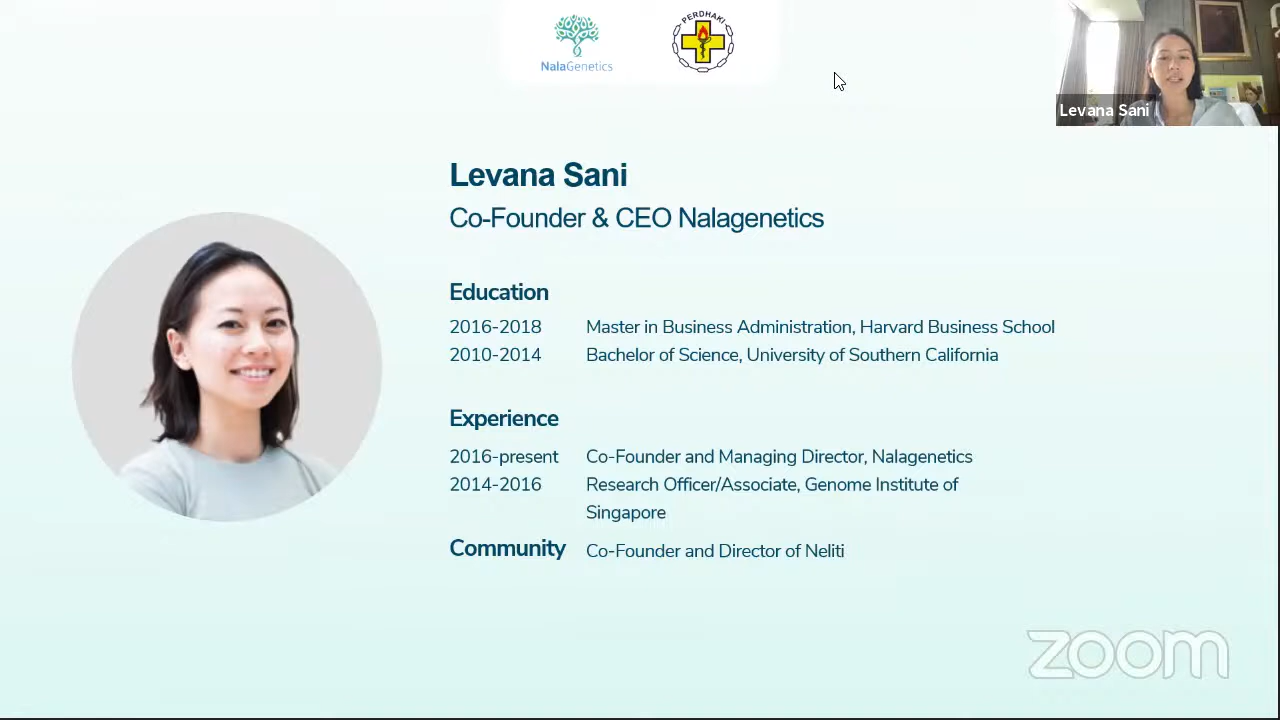 NalaGenetics
PERDHAKI
Levana Sani
Levana Sani
Co-Founder & CEO Nalagenetics
Education
2016-2018 Master in Business Administration, Harvard Business School
2010-2014 Bachelor of Science, University of Southern California
Experience
2016-present Co-Founder and Managing Director, Nalagenetics
2014-2016 Research Officer/Associate, Genome Institute of
Singapore
Community Co-Founder and Director of Neliti
zoom